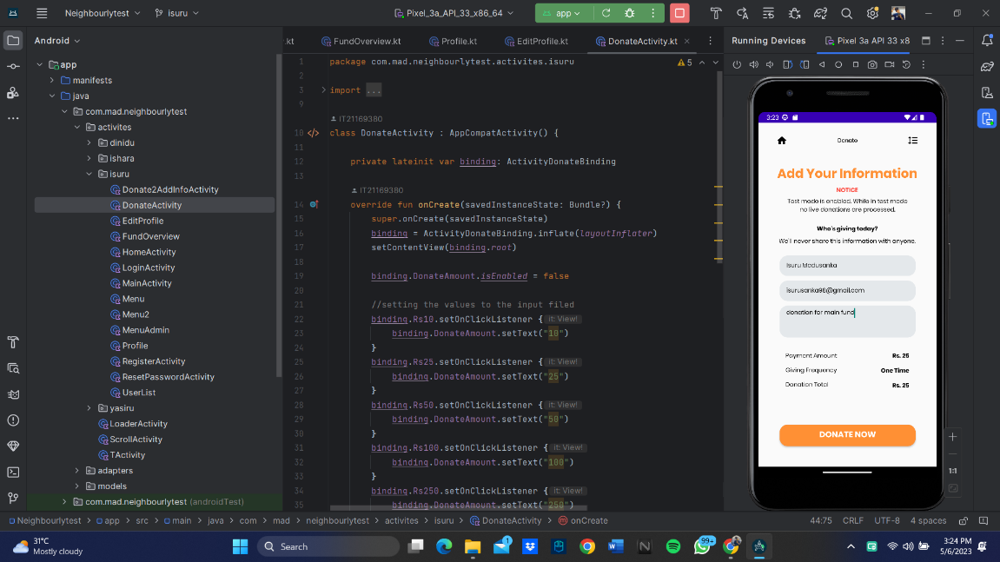 Neighbourlytest
isuru
Pixel_3a_API_33_x86_64
app
Android
.kt
FundOverview.kt
Profile.kt
EditProfile.kt
DonateActivity.kt
Running Devices
Pixel 3a API 33 x8
app
manifests
java
com.mad.neighbourlytest
activites
dinidu
ishara
isuru
Donate2AddInfoActivity
DonateActivity
EditProfile
FundOverview
HomeActivity
LoginActivity
MainActivity
Menu
Menu2
MenuAdmin
Profile
RegisterActivity
ResetPasswordActivity
UserList
yasiru
LoaderActivity
ScrollActivity
TActivity
adapters
models
com.mad.neighbourlytest (androidTest)
5
1 package com.mad.neighbourlytest.activites.isuru
2
3 import ...
9
IT21169380
10 class DonateActivity : AppCompatActivity() {
11
12 private lateinit var binding: ActivityDonateBinding
13
IT21169380
14 override fun onCreate(savedInstanceState: Bundle?) {
15 super.onCreate(savedInstanceState)
16 binding = ActivityDonateBinding.inflate(layoutInflater)
17 setContentView(binding.root)
18
19 binding.DonateAmount.isEnabled = false
20
21 //setting the values to the input filed
22 binding.Rs10.setOnClickListener { it: View!
23 binding.DonateAmount.setText("10")
24 }
25 binding.Rs25.setOnClickListener { it: View!
26 binding.DonateAmount.setText("25")
27 }
28 binding.Rs50.setOnClickListener { it: View!
29 binding.DonateAmount.setText("50")
30 }
31 binding.Rs100.setOnClickListener { it: View!
32 binding.DonateAmount.setText("100")
33 }
34 binding.Rs250.setOnClickListener { it: View!
35 binding.DonateAmount.setText("250")
3:23
Donate
Add Your Information
NOTICE
Test mode is enabled. While in test mode
no live donations are processed.
Who's giving today?
We'll never share this information with anyone.
Isuru Madusanka
isurusanka96@gmail.com
donation for main fund
Payment Amount Rs. 25
Giving Frequency One Time
Donation Total Rs. 25
DONATE NOW
1:1
Neighbourlytest > app > src > main > java > com > mad > neighbourlytest > activites > isuru > DonateActivity > onCreate
44:75 CRLF UTF-8 4 spaces
31°C
Mostly cloudy
Search
1
99+
3:24 PM
5/6/2023